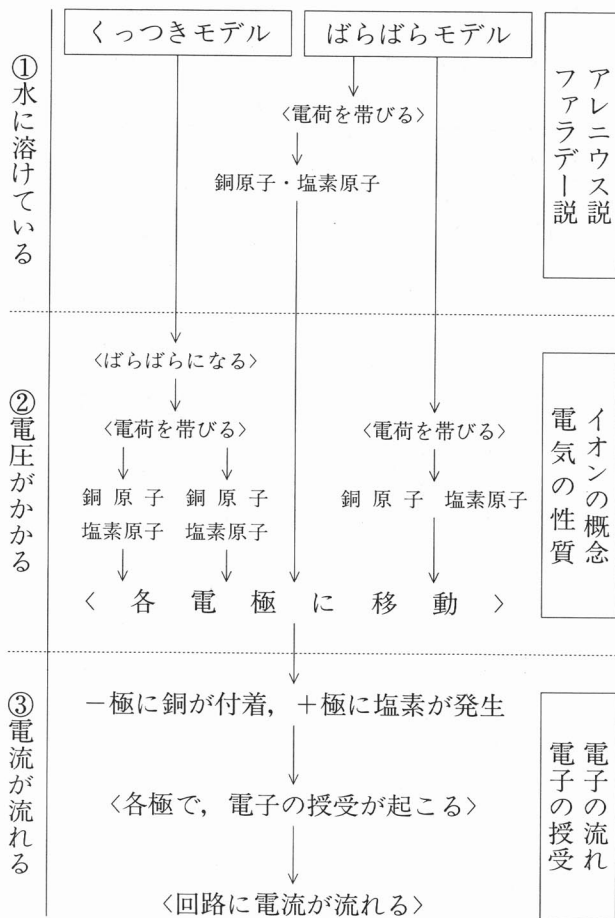 くっつきモデル
ばらばらモデル
①水に溶けている
〈電荷を帯びる〉
銅原子・塩素原子
アレニウス説
ファラデー説
②電圧がかかる
〈ばらばらになる〉
〈電荷を帯びる〉
〈電荷を帯びる〉
銅原子
銅原子
銅原子
塩素原子
塩素原子
塩素原子
〈各電極に移動〉
イオンの概念
電気の性質
③電流が流れる
－極に銅が付着，＋極に塩素が発生
〈各極で，電子の授受が起こる〉
〈回路に電流が流れる〉
電子の流れ
電子の授受